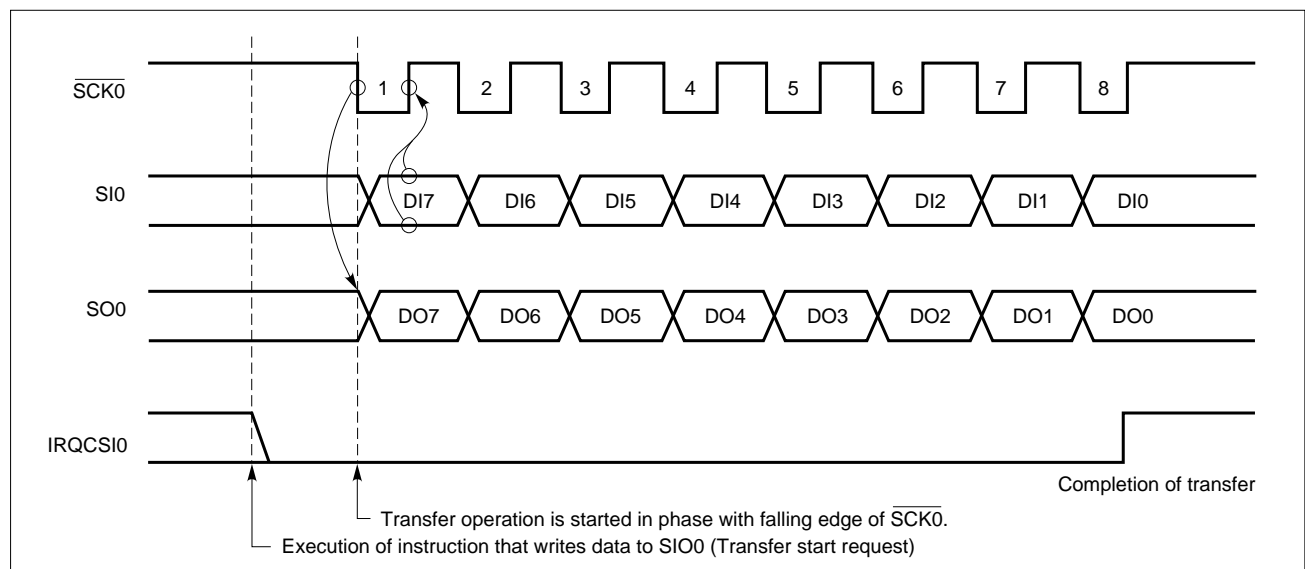 SCK0
1 2 3 4 5 6 7 8
SI0
DI7 DI6 DI5 DI4 DI3 DI2 DI1 DI0
SO0
DO7 DO6 DO5 DO4 DO3 DO2 DO1 DO0
IRQCSI0
Completion of transfer
Transfer operation is started in phase with falling edge of SCK0.
Execution of instruction that writes data to SIO0 (Transfer start request)